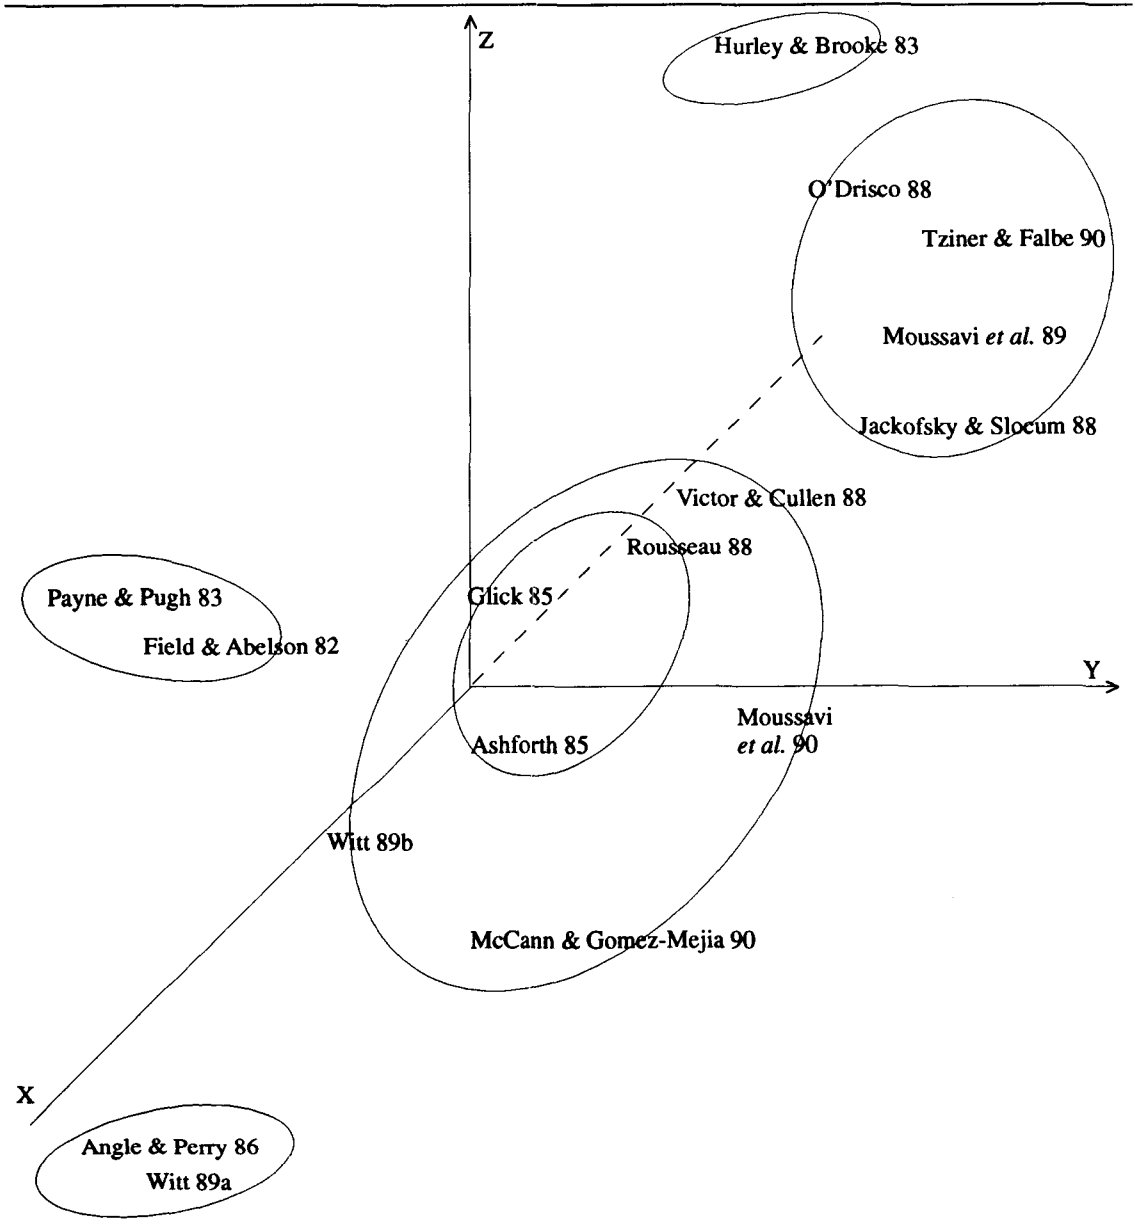 Z
Hurley & Brooke 83
O'Drisco 88
Tziner & Falbe 90
Moussavi et al. 89
Jackofsky & Slocum 88
Victor & Cullen 88
Rousseau 88
Glick 85
Payne & Pugh 83
Field & Abelson 82
Y
Moussavi
et al. 90
Ashforth 85
Witt 89b
McCann & Gomez-Mejia 90
X
Angle & Perry 86
Witt 89a